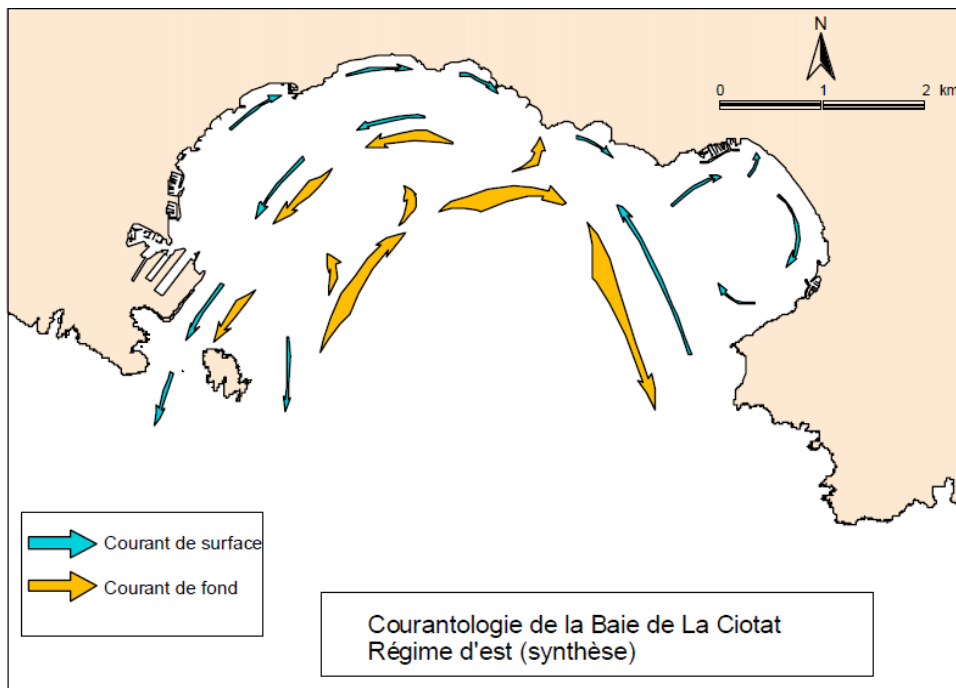 N
0 1 2 km
Courant de surface
Courant de fond
Courantologie de la Baie de La Ciotat
Régime d'est (synthèse)